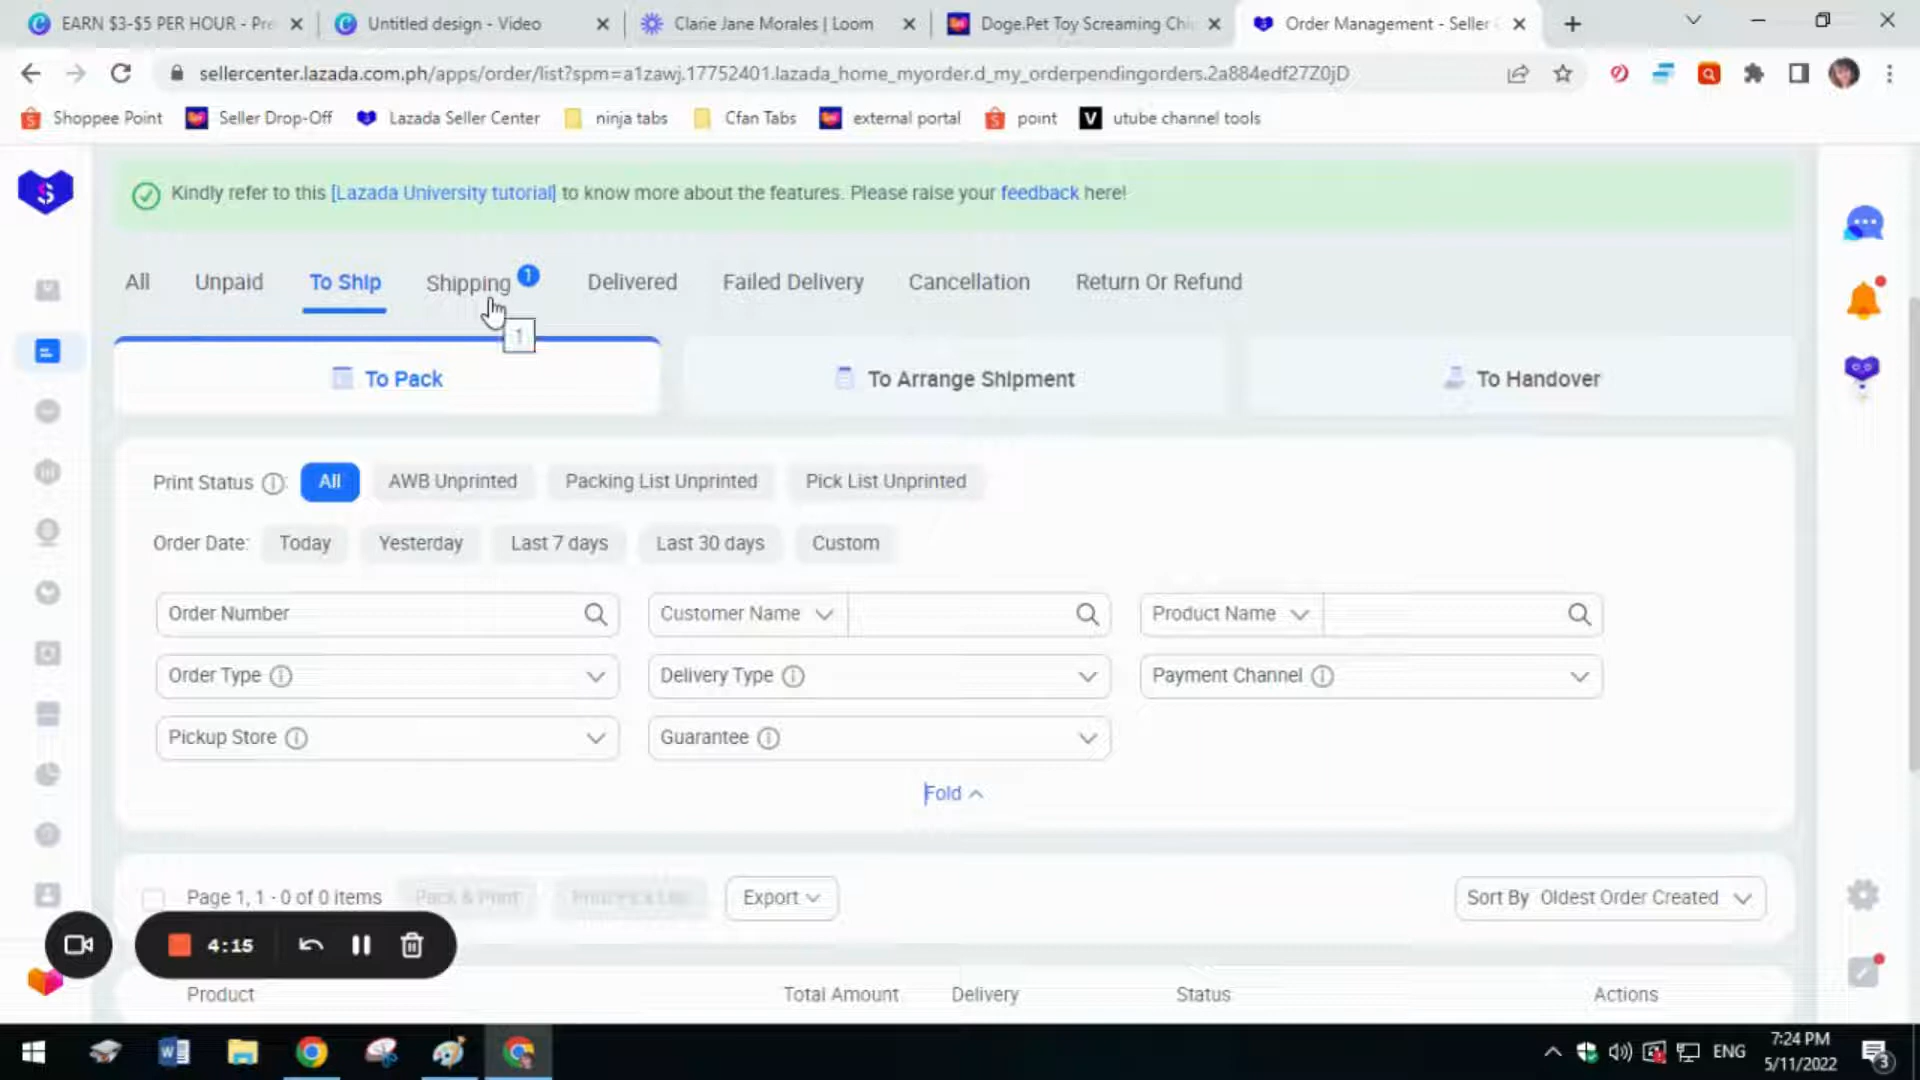 EARN $3-$5 PER HOUR - Pre
Untitled design - Video
Clarie Jane Morales | Loom
Doge.Pet Toy Screaming Chi
Order Management - Seller
sellercenter.lazada.com.ph/apps/order/list?spm=a1zawj.17752401.lazada_home_myorder.d_my_orderpendingorders.2a884edf27Z0jD
Shoppee Point
Seller Drop-Off
Lazada Seller Center
ninja tabs
Cfan Tabs
external portal
point
utube channel tools
Kindly refer to this [Lazada University tutorial] to know more about the features. Please raise your feedback here!
All
Unpaid
To Ship
Shipping 1
Delivered
Failed Delivery
Cancellation
Return Or Refund
1
To Pack
To Arrange Shipment
To Handover
Print Status : All AWB Unprinted Packing List Unprinted Pick List Unprinted
Order Date: Today Yesterday Last 7 days Last 30 days Custom
Order Number
Customer Name
Product Name
Order Type
Delivery Type
Payment Channel
Pickup Store
Guarantee
Fold
Page 1, 1 - 0 of 0 items
Pack & Print
Export
Sort By Oldest Order Created
4:15
Product
Total Amount
Delivery
Status
Actions
ENG
7:24 PM
5/11/2022
3